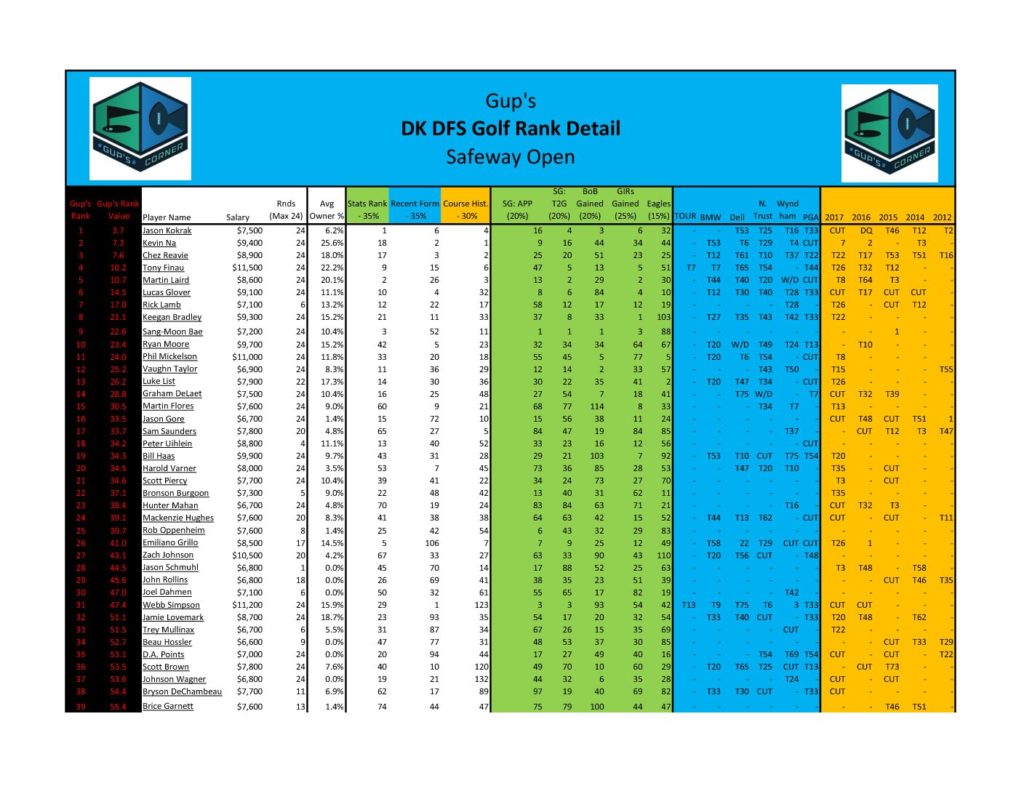 GUP'S CORNER
Gup's
DK DFS Golf Rank Detail
Safeway Open
GUP'S CORNER
SG: BoB GIRs
Gup's Gup's Rank Rnds Avg Stats Rank Recent Form Course Hist. SG: APP T2G Gained Gained Eagles N. Wynd
Rank Value Player Name Salary (Max 24) Owner % - 35% - 35% - 30% (20%) (20%) (20%) (25%) (15%) TOUR BMW Dell Trust ham PGA 2017 2016 2015 2014 2012
1 3.7 Jason Kokrak $7,500 24 6.2% 1 6 4 16 4 3 6 32 - - T53 T25 T16 T33 CUT DQ T46 T12 T2
2 7.3 Kevin Na $9,400 24 25.6% 18 2 1 9 16 44 34 44 - T53 T6 T29 T4 CUT 7 2 - T3 -
3 7.6 Chez Reavie $8,900 24 18.0% 17 3 2 25 20 51 23 25 - T12 T61 T10 T37 T22 T22 T17 T53 T51 T16
4 10.2 Tony Finau $11,500 24 22.2% 9 15 6 47 5 13 5 51 T7 T7 T65 T54 - T44 T26 T32 T12 - -
5 10.7 Martin Laird $8,600 24 20.1% 2 26 3 13 2 29 2 30 - T44 T40 T20 W/D CUT T8 T64 T3 - -
6 14.5 Lucas Glover $9,100 24 11.1% 10 4 32 8 6 84 4 10 - T12 T30 T40 T28 T33 CUT T17 CUT CUT -
7 17.0 Rick Lamb $7,100 6 13.2% 12 22 17 58 12 17 12 19 - - - - T28 - T26 - CUT T12 -
8 21.1 Keegan Bradley $9,300 24 15.2% 21 11 33 37 8 33 1 103 - T27 T35 T43 T42 T33 T22 - - - -
9 22.6 Sang-Moon Bae $7,200 24 10.4% 3 52 11 1 1 1 3 88 - - - - - - - - 1 - -
10 23.4 Ryan Moore $9,700 24 15.2% 42 5 23 32 34 34 64 67 - T20 W/D T49 T24 T13 - T10 - - -
11 24.0 Phil Mickelson $11,000 24 11.8% 33 20 18 55 45 5 77 5 - T20 T6 T54 - CUT T8 - - - -
12 25.2 Vaughn Taylor $6,900 24 8.3% 11 36 29 12 14 2 33 57 - - - T43 T50 - T15 - - - T55
13 26.2 Luke List $7,900 22 17.3% 14 30 36 30 22 35 41 2 - T20 T47 T34 - CUT T26 - - - -
14 28.8 Graham DeLaet $7,500 24 10.4% 16 25 48 27 54 7 18 41 - - T75 W/D - T7 CUT T32 T39 - -
15 30.5 Martin Flores $7,600 24 9.0% 60 9 21 68 77 114 8 33 - - - T34 T7 - T13 - - - -
16 33.5 Jason Gore $6,700 24 1.4% 15 72 10 15 56 38 11 24 - - - - - - CUT T48 CUT T51 1
17 33.7 Sam Saunders $7,800 20 4.8% 65 27 5 84 47 19 84 85 - - - - T37 - - CUT T12 T3 T47
18 34.2 Peter Uihlein $8,800 4 11.1% 13 40 52 33 23 16 12 56 - - - - - CUT - - - - -
19 34.3 Bill Haas $9,900 24 9.7% 43 31 28 29 21 103 7 92 - T53 T10 CUT T75 T54 T20 - - - -
20 34.5 Harold Varner $8,000 24 3.5% 53 7 45 73 36 85 28 53 - - T47 T20 T10 - T35 - CUT - -
21 34.6 Scott Piercy $7,700 24 10.4% 39 41 22 34 24 73 27 70 - - - - - - T3 - CUT - -
22 37.1 Bronson Burgoon $7,300 5 9.0% 22 48 42 13 40 31 62 11 - - - - - - T35 - - - -
23 38.4 Hunter Mahan $6,700 24 4.8% 70 19 24 83 84 63 71 21 - - - - T16 - CUT T32 T3 - -
24 39.1 Mackenzie Hughes $7,600 20 8.3% 41 38 38 64 63 42 15 52 - T44 T13 T62 - CUT CUT - CUT - T11
25 39.7 Rob Oppenheim $7,600 8 1.4% 25 42 54 6 43 32 29 83 - - - - - - - - - - -
26 41.0 Emiliano Grillo $8,500 17 14.5% 5 106 7 7 9 25 12 49 - T58 22 T29 CUT CUT T26 1 - - -
27 43.1 Zach Johnson $10,500 20 4.2% 67 33 27 63 33 90 43 110 - T20 T56 CUT - T48 - - - - -
28 44.5 Jason Schmuhl $6,800 1 0.0% 45 70 14 17 88 52 25 63 - - - - - - T3 T48 - T58 -
29 45.6 John Rollins $6,800 18 0.0% 26 69 41 38 35 23 51 39 - - - - - - - - CUT T46 T35
30 47.0 Joel Dahmen $7,100 6 0.0% 50 32 61 55 65 17 82 19 - - - - T42 - - - - - -
31 47.4 Webb Simpson $11,200 24 15.9% 29 1 123 3 3 93 54 42 T13 T9 T75 T6 3 T33 CUT CUT - - -
32 51.1 Jamie Lovemark $8,700 24 18.7% 23 93 35 54 17 20 32 54 - T33 T40 CUT - T33 T20 T48 - T62 -
33 51.5 Trey Mullinax $6,700 6 5.5% 31 87 34 67 26 15 35 69 - - - - CUT - T22 - - - -
34 52.7 Beau Hossler $6,600 9 0.0% 47 77 31 48 53 37 30 85 - - - - - - - - CUT T33 T29
35 53.1 D.A. Points $7,000 24 0.0% 20 94 44 17 27 49 40 16 - - - T54 T69 T54 CUT - CUT - T22
36 53.5 Scott Brown $7,800 24 7.6% 40 10 120 49 70 10 60 29 - T20 T65 T25 CUT T13 - CUT T73 - -
37 53.6 Johnson Wagner $6,800 24 0.0% 19 21 132 44 32 6 35 28 - - - - T24 - CUT - CUT - -
38 54.4 Bryson DeChambeau $7,700 11 6.9% 62 17 89 97 19 40 69 82 - T33 T30 CUT - T33 CUT - - - -
39 55.4 Brice Garnett $7,600 13 1.4% 74 44 47 75 79 100 44 47 - - - - - - - - T46 T51 -